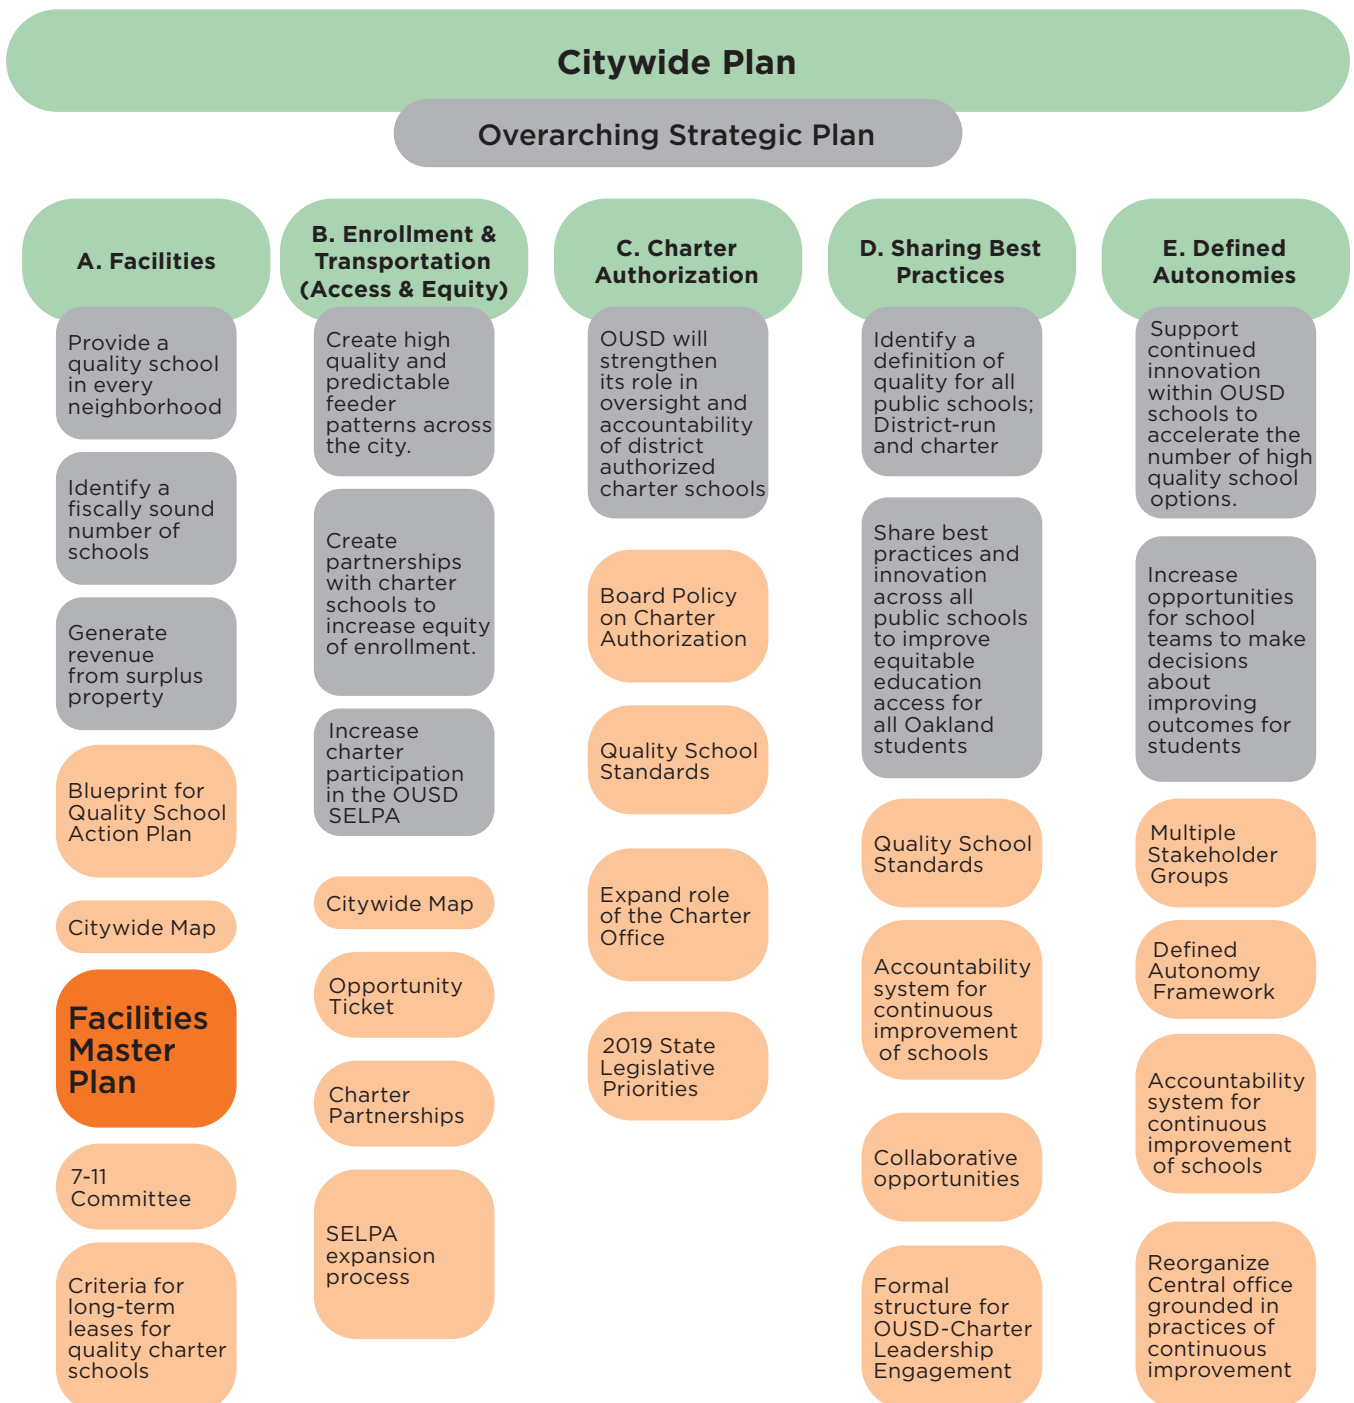 Citywide Plan
Overarching Strategic Plan
A. Facilities
Provide a
quality school
in every
neighborhood
Identify a
fiscally sound
number of
schools
Generate
revenue
from surplus
property
Blueprint for
Quality School
Action Plan
Citywide Map
Facilities
Master
Plan
7-11
Committee
Criteria for
long-term
leases for
quality charter
schools
B. Enrollment &
Transportation
(Access & Equity)
Create high
quality and
predictable
feeder
patterns across
the city.
Create
partnerships
with charter
schools to
increase equity
of enrollment.
Increase
charter
participation
in the OUSD
SELPA
Citywide Map
Opportunity
Ticket
Charter
Partnerships
SELPA
expansion
process
C. Charter
Authorization
OUSD will
strengthen
its role in
oversight and
accountability
of district
authorized
charter schools
Board Policy
on Charter
Authorization
Quality School
Standards
Expand role
of the Charter
Office
2019 State
Legislative
Priorities
D. Sharing Best
Practices
Identify a
definition of
quality for all
public schools;
District-run
and charter
Share best
practices and
innovation
across all
public schools
to improve
equitable
education
access for
all Oakland
students
Quality School
Standards
Accountability
system for
continuous
improvement
of schools
Collaborative
opportunities
Formal
structure for
OUSD-Charter
Leadership
Engagement
E. Defined
Autonomies
Support
continued
innovation
within OUSD
schools to
accelerate the
number of high
quality school
options.
Increase
opportunities
for school
teams to make
decisions
about
improving
outcomes for
students
Multiple
Stakeholder
Groups
Defined
Autonomy
Framework
Accountability
system for
continuous
improvement
of schools
Reorganize
Central office
grounded in
practices of
continuous
improvement